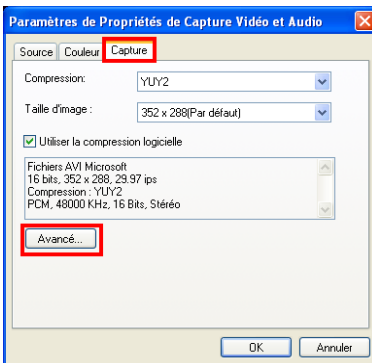 Paramètres de Propriétés de Capture Vidéo et Audio
Source Couleur Capture
Compression: YUY2
Taille d'image : 352 x 288(Par défaut)
Utiliser la compression logicielle
Fichiers AVI Microsoft
16 bits, 352 x 288, 29.97 ips
Compression : YUY2
PCM, 48000 KHz, 16 Bits, Stéréo
Avancé...
OK Annuler